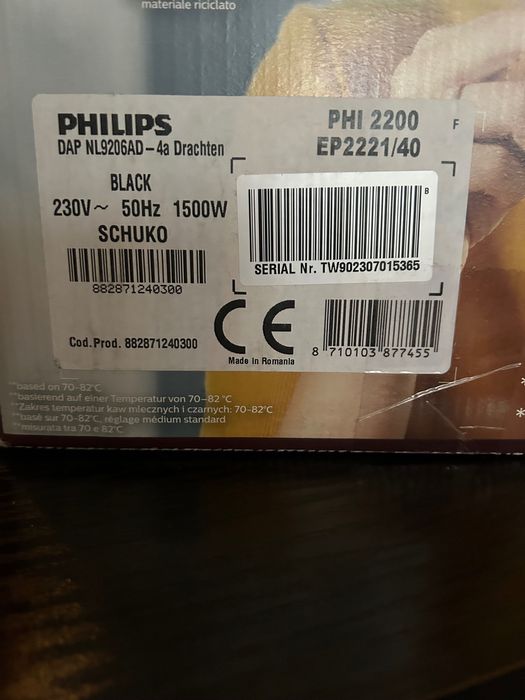 materiale riciclato
PHILIPS
DAP NL9206AD-4a Drachten
PHI 2200 F
EP2221/40
BLACK
230V~ 50Hz 1500W
SCHUKO
882871240300
8
SERIAL Nr. TW902307015365
Cod.Prod. 882871240300
CE
Made in Romania
8 710103 877455
**based on 70-82°C
**basierend auf einer Temperatur von 70-82 °C
**Zakres temperatur kaw mlecznych i czarnych: 70-82°C
**basé sur 70-82°C, réglage médium standard
**misurata tra 70 e 82°C
*